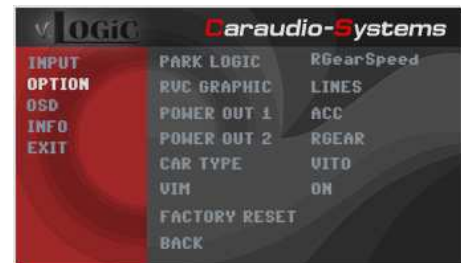 v.LOGiC Caraudio-Systems
INPUT
OPTION
OSD
INFO
EXIT
PARK LOGIC RGearSpeed
RVC GRAPHIC LINES
POWER OUT 1 ACC
POWER OUT 2 RGEAR
CAR TYPE VITO
VIM ON
FACTORY RESET
BACK